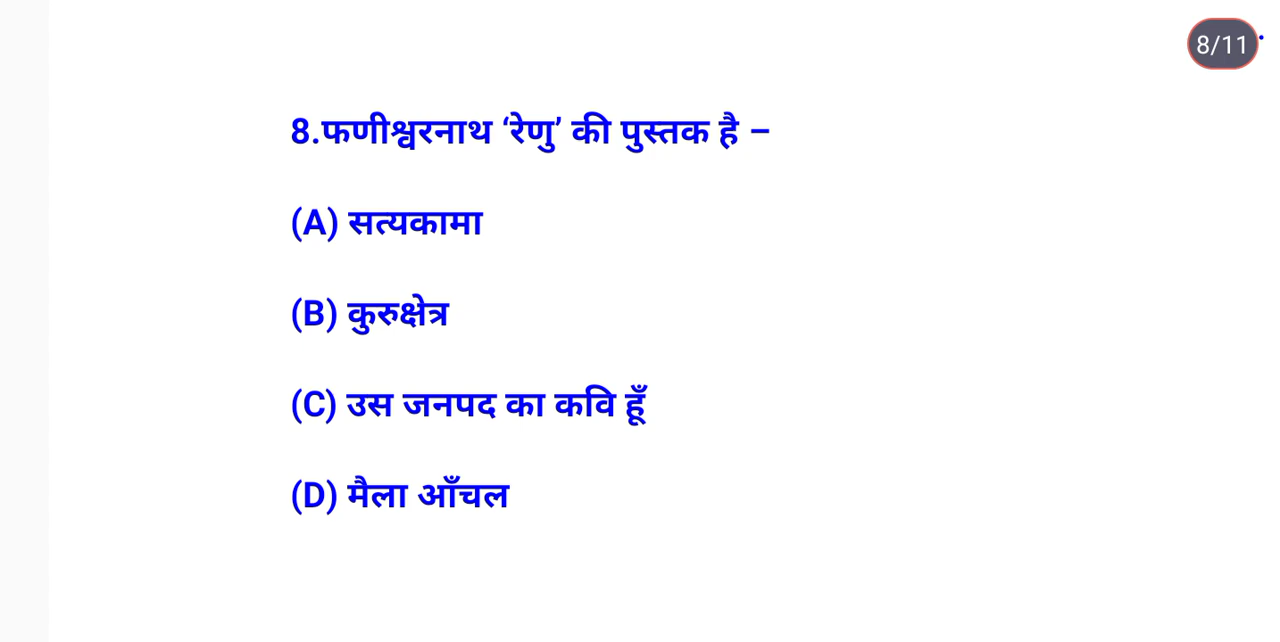 8/11
8.फणीश्वरनाथ ‘रेणु’ की पुस्तक है –
(A) सत्यकामा
(B) कुरुक्षेत्र
(C) उस जनपद का कवि हूँ
(D) मैला आँचल